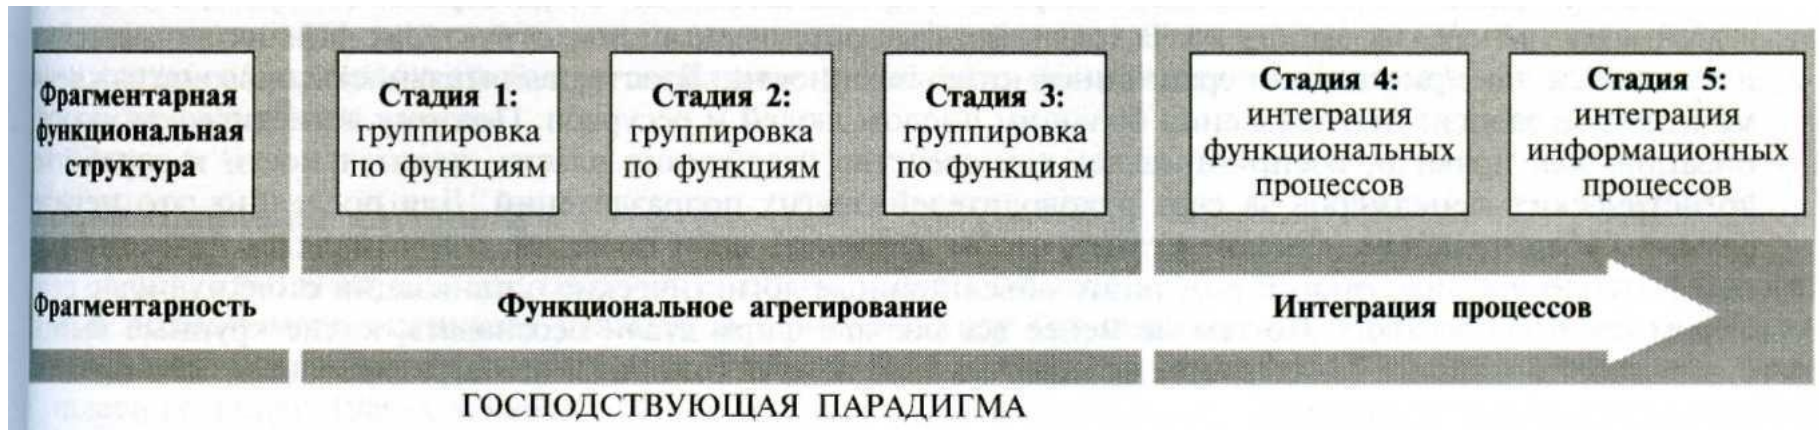 Фрагментарная
функциональная
структура
Стадия 1:
группировка
по функциям
Стадия 2:
группировка
по функциям
Стадия 3:
группировка
по функциям
Стадия 4:
интеграция
функциональных
процессов
Стадия 5:
интеграция
информационных
процессов
Фрагментарность
Функциональное агрегирование
Интеграция процессов
ГОСПОДСТВУЮЩАЯ ПАРАДИГМА